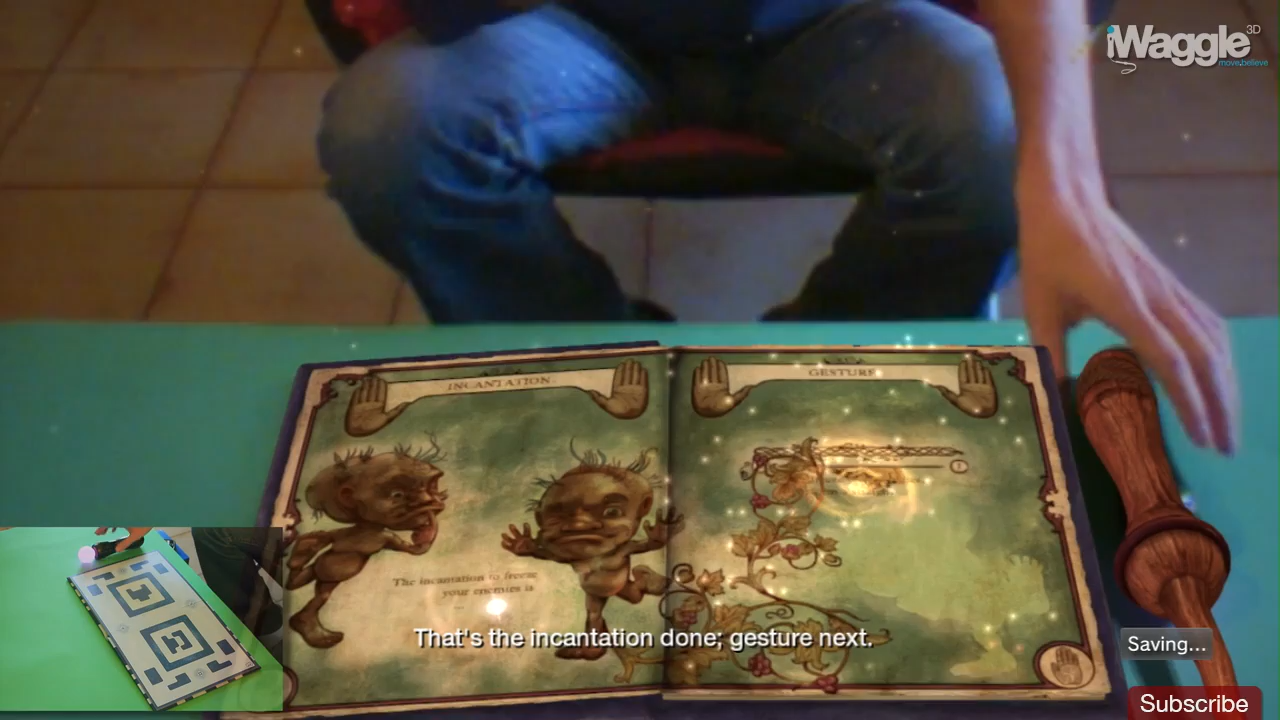 iWaggle 3D
move.believe
INCANTATION
GESTURE
The incantation to freeze
your enemies is
...
That's the incantation done; gesture next.
Saving...
Subscribe